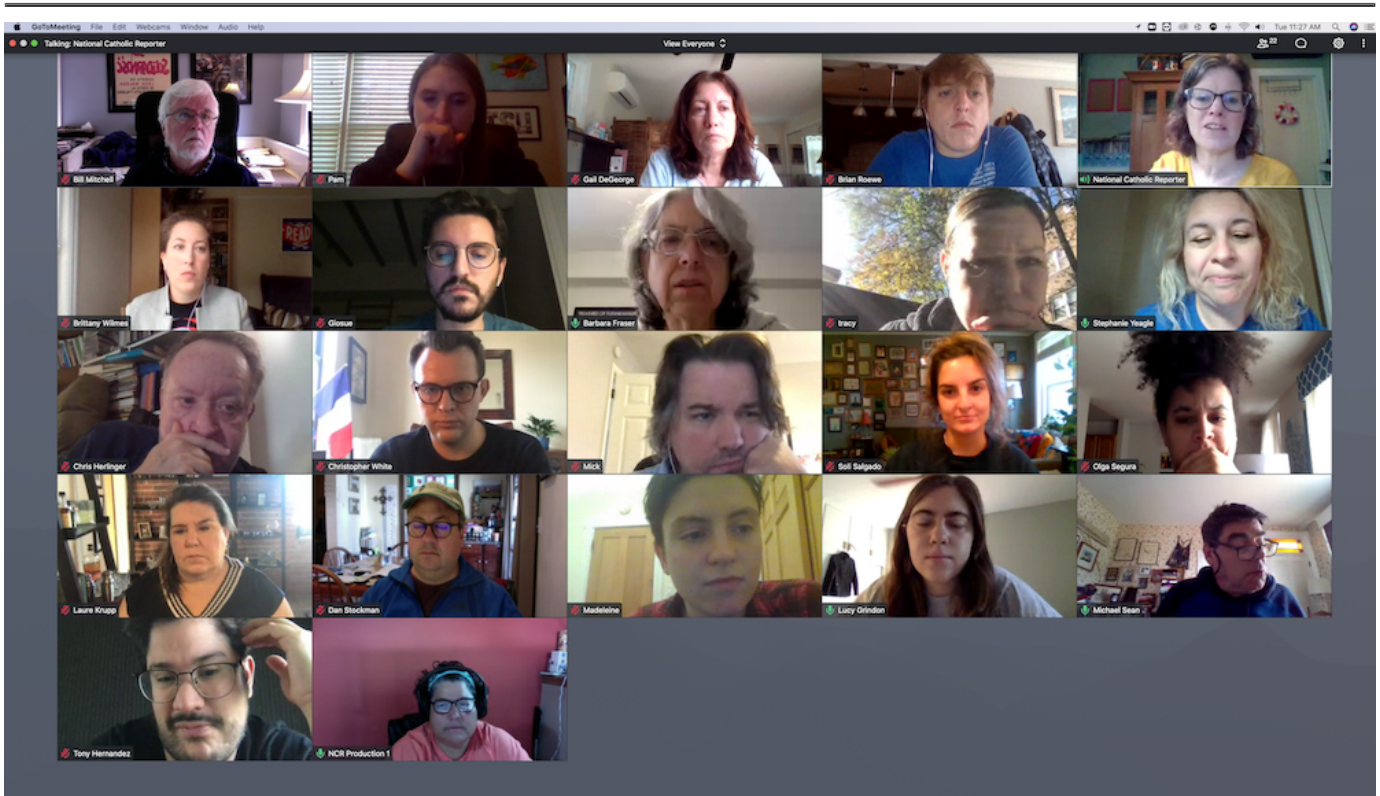 GoToMeeting File Edit Webcams Window Audio Help
Tue 11:27 AM
Talking: National Catholic Reporter
View Everyone
22
Bill Mitchell
Pam
Gail DeGeorge
Brian Roewe
National Catholic Reporter
READ
Brittany Wilmes
Giosue
Barbara Fraser
tracy
Stephanie Yeagle
Chris Herlinger
Christopher White
Mick
Soli Salgado
Olga Segura
Laure Krupp
Dan Stockman
Madeleine
Lucy Grindon
Michael Sean
Tony Hernandez
NCR Production 1